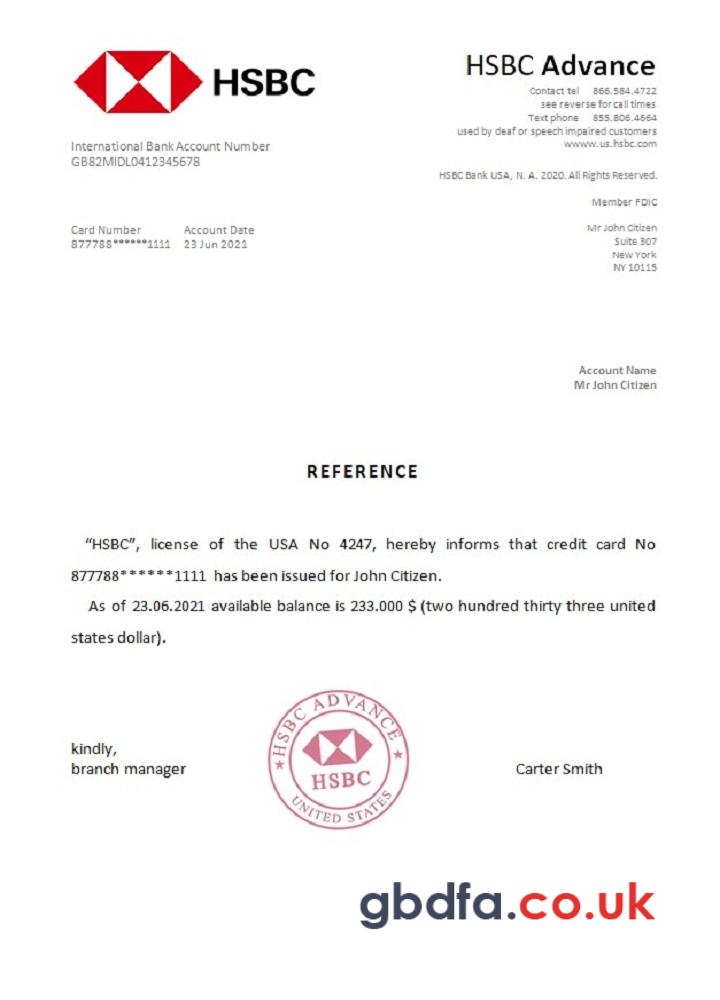 HSBC
HSBC Advance
Contact tel 866.584.4722
see reverse for call times
Text phone 855.806.4664
used by deaf or speech impaired customers
wwww.us.hsbc.com
International Bank Account Number
GB82MIDL0412345678
HSBC Bank USA, N. A. 2020. All Rights Reserved.
Member FDIC
Card Number Account Date
877788******1111 23 Jun 2021
Mr John Citizen
Suite 307
New York
NY 10115
Account Name
Mr John Citizen
REFERENCE
“HSBC”, license of the USA No 4247, hereby informs that credit card No
877788******1111 has been issued for John Citizen.
As of 23.06.2021 available balance is 233.000 $ (two hundred thirty three united
states dollar).
HSBC ADVANCE
HSBC
UNITED STATES
kindly,
branch manager
Carter Smith
gbdfa.co.uk